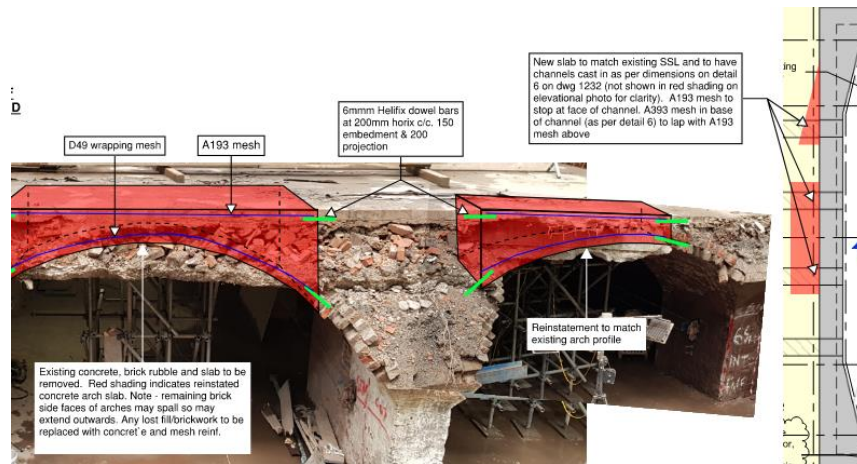 D
D49 wrapping mesh
A193 mesh
6mmm Helifix dowel bars
at 200mm horix c/c. 150
embedment & 200
projection
New slab to match existing SSL and to have
channels cast in as per dimensions on detail
6 on dwg 1232 (not shown in red shading on
elevational photo for clarity). A193 mesh to
stop at face of channel. A393 mesh in base
of channel (as per detail 6) to lap with A193
mesh above
Existing concrete, brick rubble and slab to be
removed. Red shading indicates reinstated
concrete arch slab. Note - remaining brick
side faces of arches may spall so may
extend outwards. Any lost fill/brickwork to be
replaced with concret`e and mesh reinf.
Reinstatement to match
existing arch profile